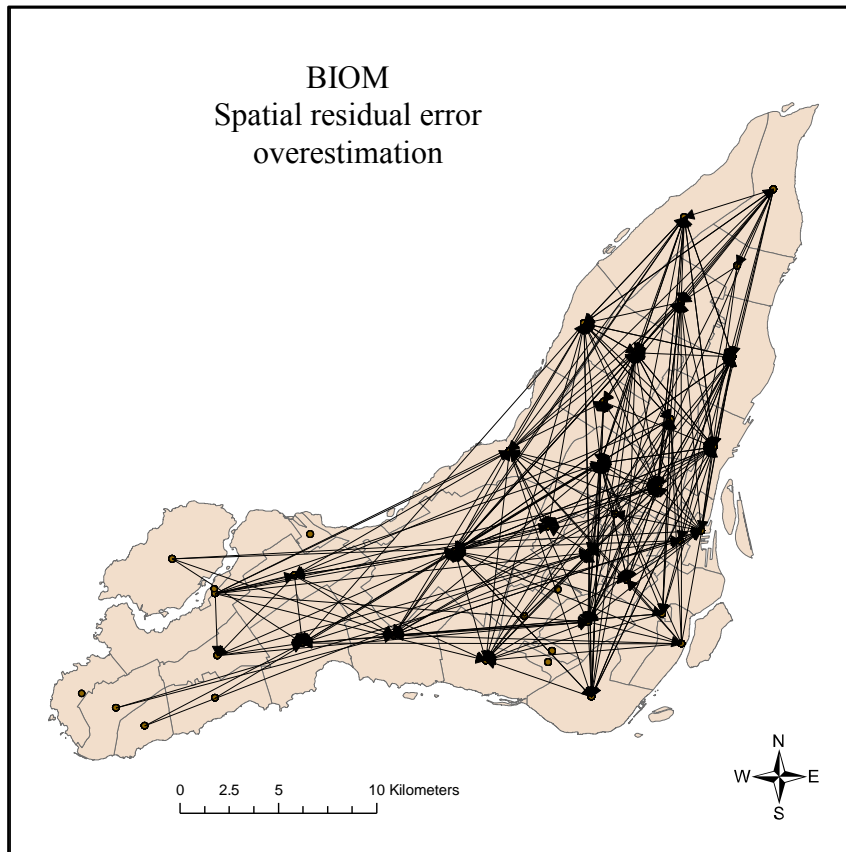 BIOM
Spatial residual error
overestimation
N
W E
S
0 2.5 5 10 Kilometers